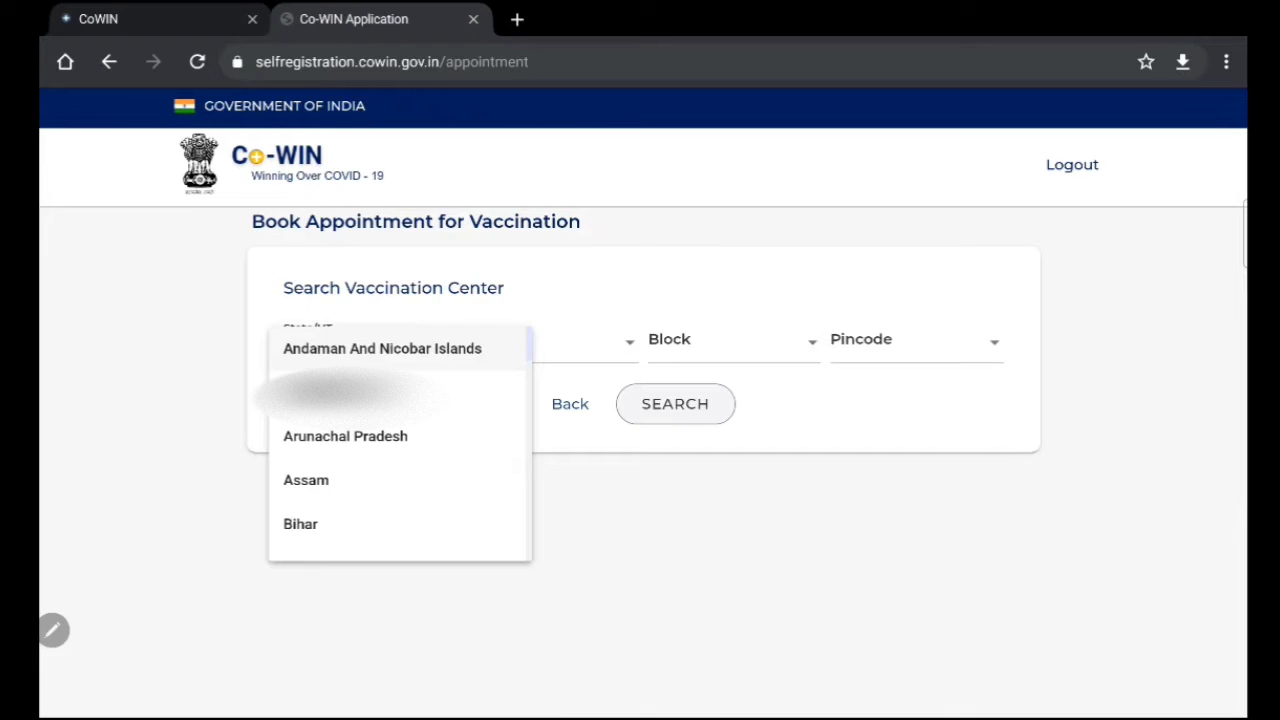 CoWIN
Co-WIN Application
selfregistration.cowin.gov.in/appointment
GOVERNMENT OF INDIA
Co-WIN
Winning Over COVID - 19
Logout
Book Appointment for Vaccination
Search Vaccination Center
Andaman And Nicobar Islands
Block
Pincode
Back
SEARCH
Arunachal Pradesh
Assam
Bihar